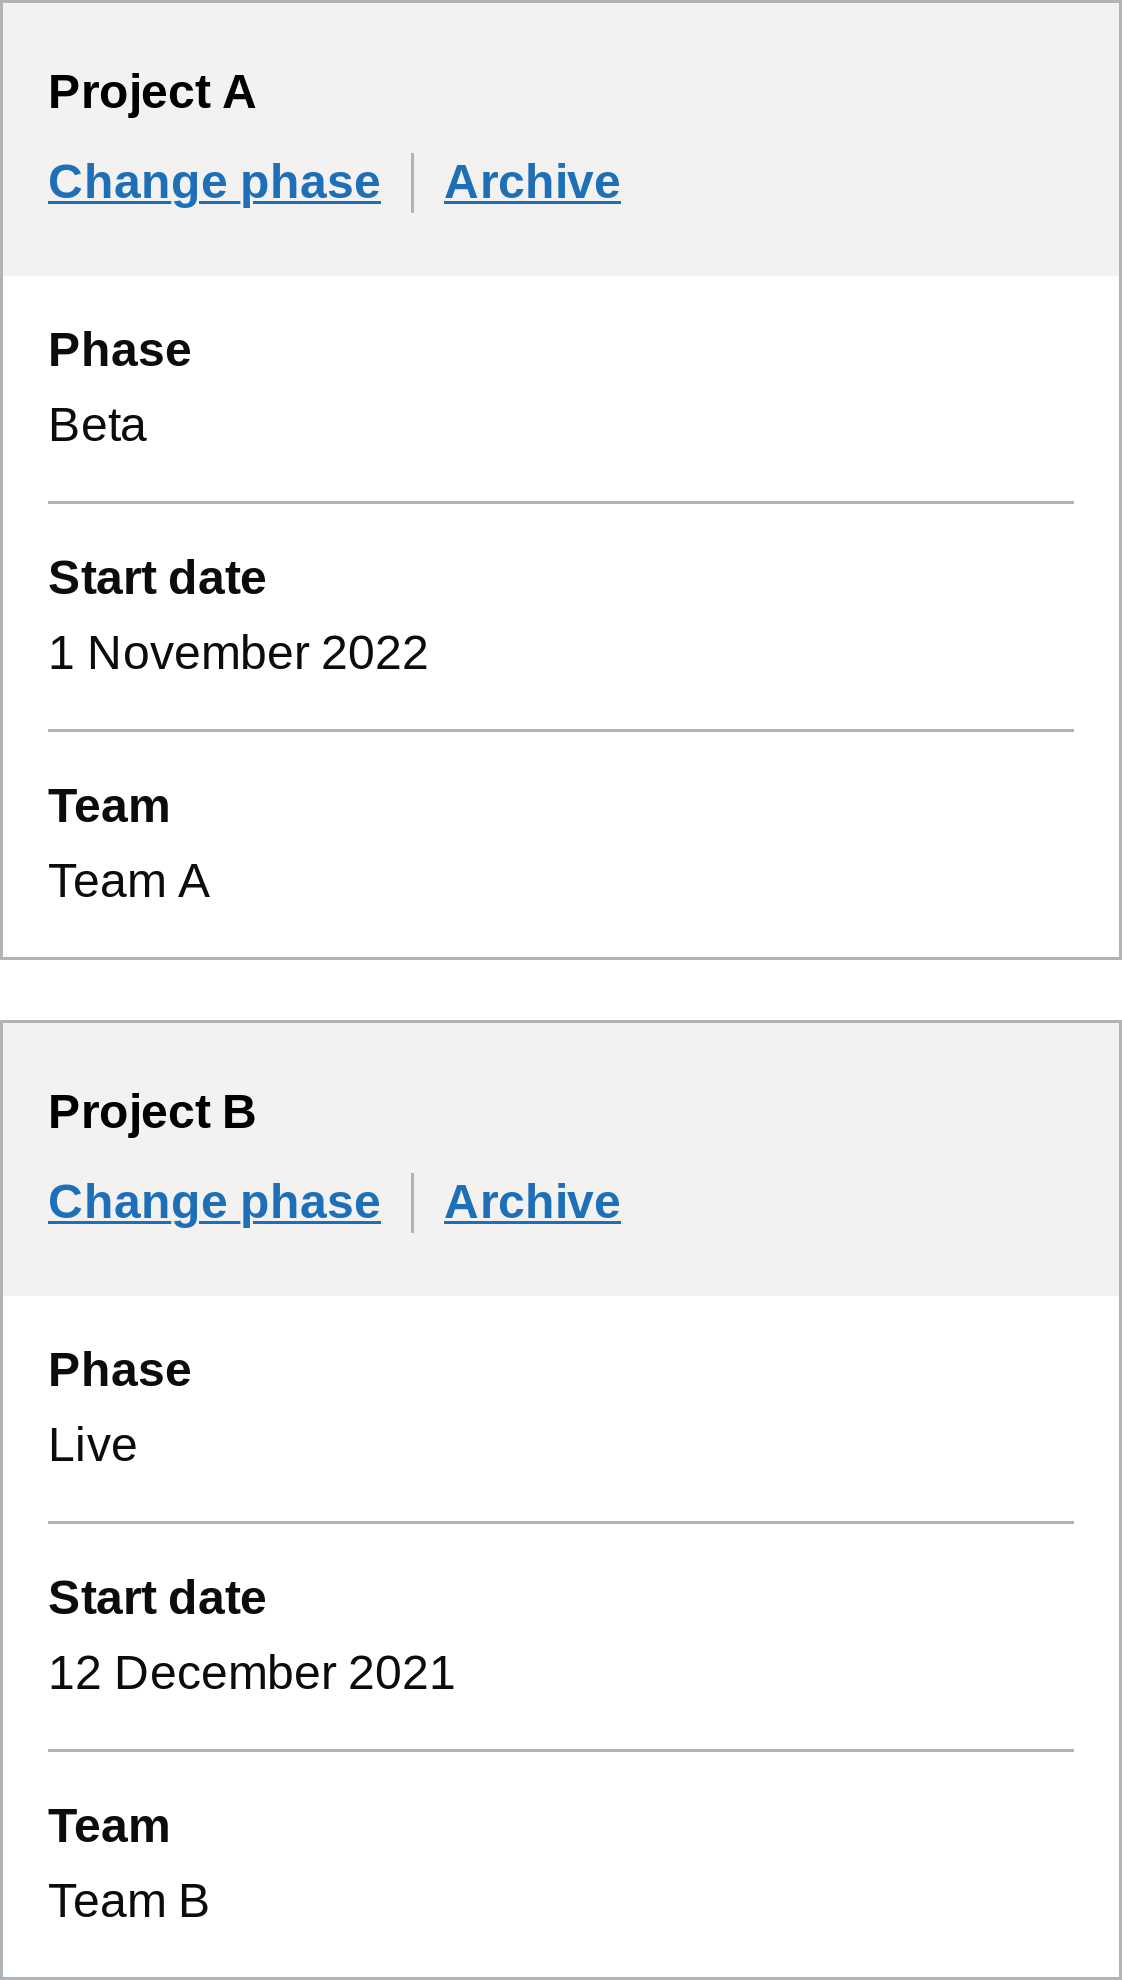 Project A
Change phase Archive
Phase
Beta
Start date
1 November 2022
Team
Team A
Project B
Change phase Archive
Phase
Live
Start date
12 December 2021
Team
Team B